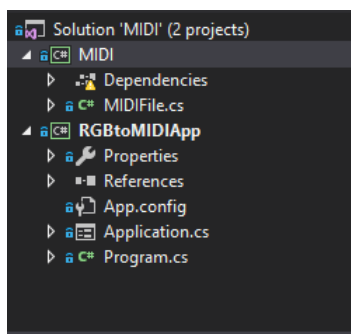 Solution 'MIDI' (2 projects)
C# MIDI
Dependencies
C# MIDIFile.cs
C# RGBtoMIDIApp
Properties
References
App.config
Application.cs
C# Program.cs